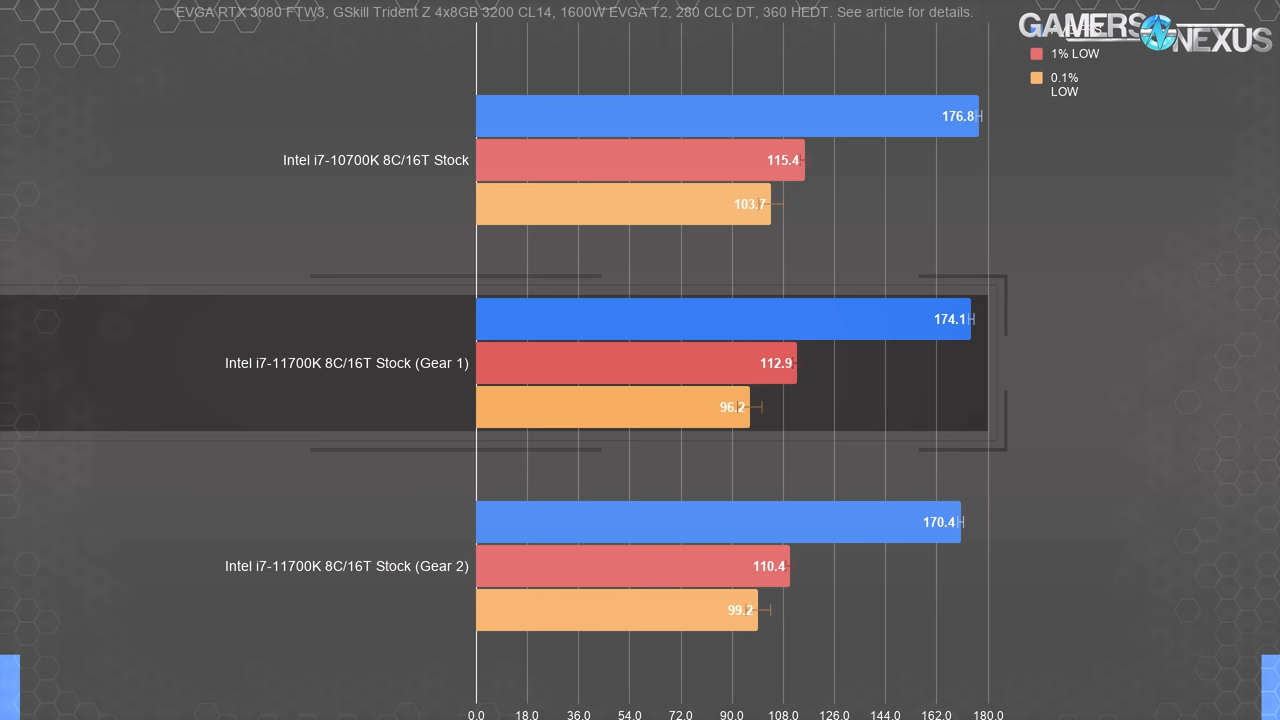 EVGA RTX 3080 FTW3, GSkill Trident Z 4x8GB 3200 CL14, 1600W EVGA T2, 280 CLC DT, 360 HEDT. See article for details.
GAMERS
NEXUS
1% LOW
0.1%
LOW
176.8
Intel i7-10700K 8C/16T Stock
115.4
103.7
174.1
Intel i7-11700K 8C/16T Stock (Gear 1)
112.9
96.2
170.4
Intel i7-11700K 8C/16T Stock (Gear 2)
110.4
99.2
0.0 18.0 36.0 54.0 72.0 90.0 108.0 126.0 144.0 162.0 180.0